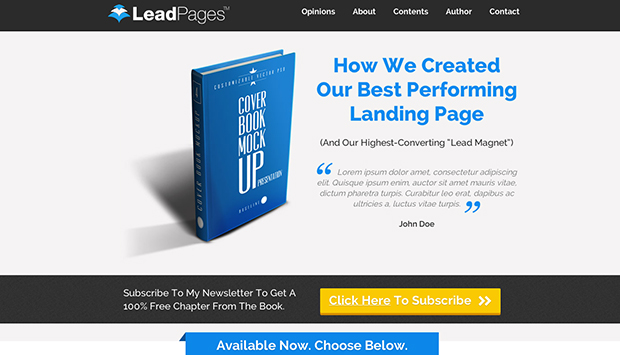 LeadPages™
Opinions About Contents Author Contact
CUSTOMIZABLE VECTOR PSD
COVER
BOOK
MOCK
UP
PRESENTATION
How We Created
Our Best Performing
Landing Page
(And Our Highest-Converting "Lead Magnet")
“ Lorem ipsum dolor amet, consectetur adipiscing
elit. Quisque ipsum enim, auctor sit amet mauris vitae,
dictum pharetra turpis. Curabitur leo erat, dapibus ac
ultricies a, luctus vitae turpis. ”
John Doe
Subscribe To My Newsletter To Get A
100% Free Chapter From The Book.
Click Here To Subscribe »
Available Now. Choose Below.